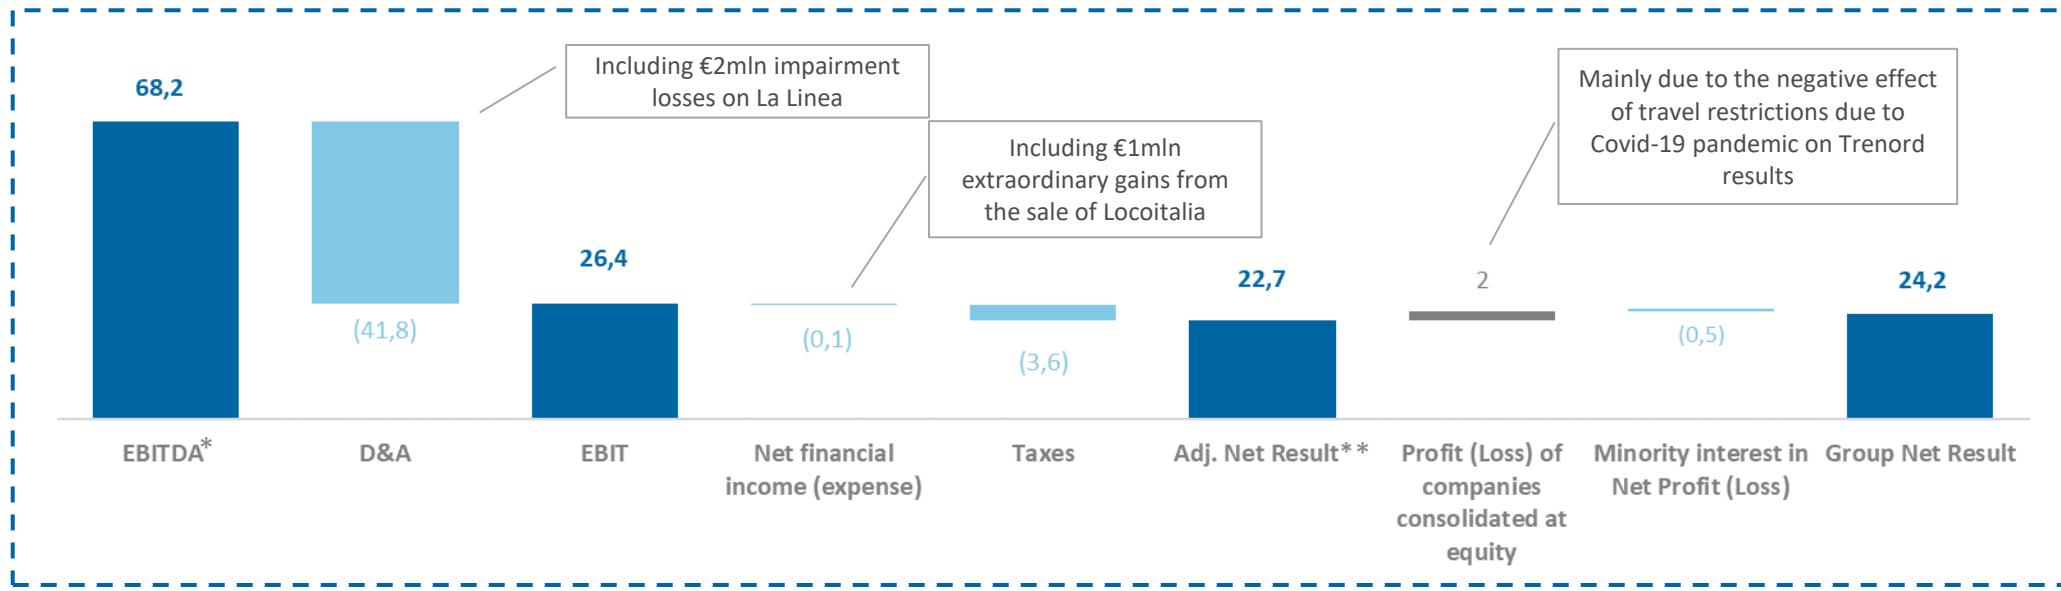 Including €2mln impairment
losses on La Linea
Including €1mln
extraordinary gains from
the sale of Locoitalia
Mainly due to the negative effect
of travel restrictions due to
Covid-19 pandemic on Trenord
results
68,2
(41,8)
26,4
(0,1)
(3,6)
22,7
2
(0,5)
24,2
EBITDA*
D&A
EBIT
Net financial
income (expense)
Taxes
Adj. Net Result**
Profit (Loss) of
companies
consolidated at
equity
Minority interest in
Net Profit (Loss)
Group Net Result